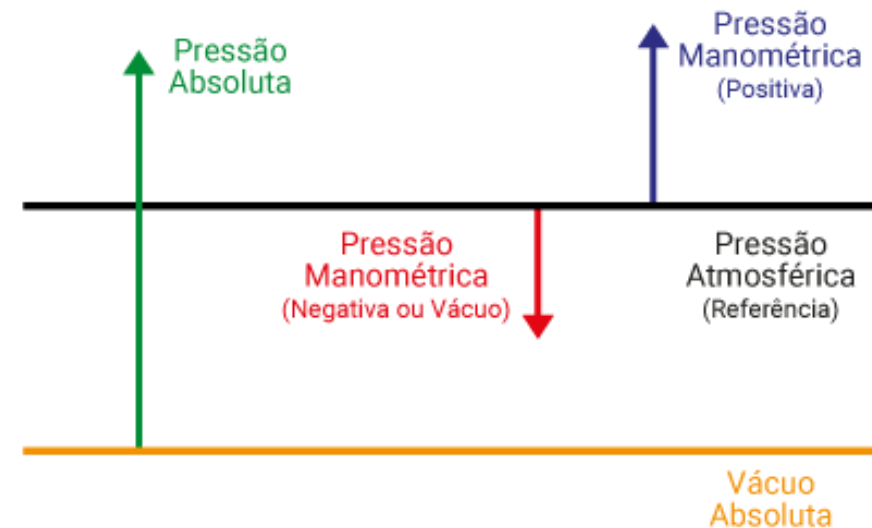 Pressão
Absoluta
Pressão
Manométrica
(Positiva)
Pressão
Manométrica
(Negativa ou Vácuo)
Pressão
Atmosférica
(Referência)
Vácuo
Absoluta